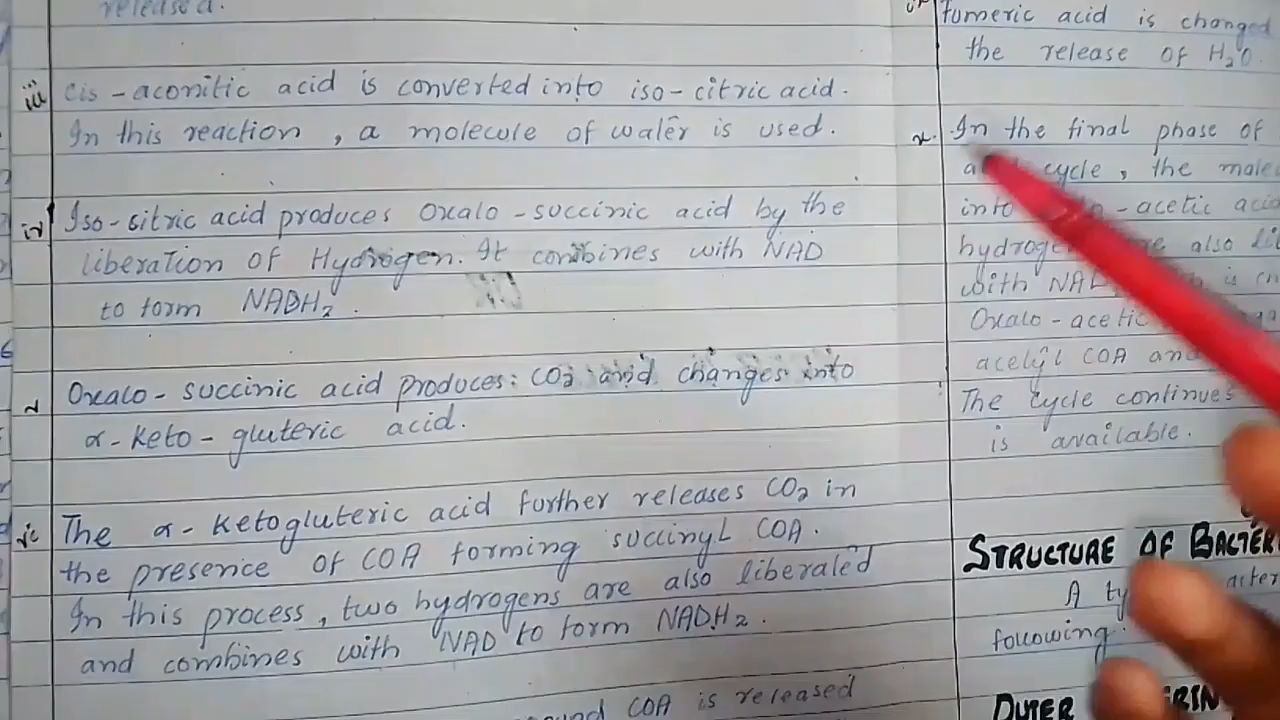 released.
iii cis-aconitic acid is converted into iso-citric acid.
In this reaction, a molecule of water is used.
iv Iso-citric acid produces Oxalo-succinic acid by the
liberation of Hydrogen. It combines with NAD
to form NADH₂.
v Oxalo-succinic acid produces: CO₂ and changes into
α-keto-gluteric acid.
vi The α-ketogluteric acid further releases CO₂ in
the presence of COA forming succinyl COA.
In this process, two hydrogens are also liberated
and combines with NAD to form NADH₂.
COA is released
fumeric acid is changed
the release of H₂O.
x. In the final phase of
cycle, the
into -acetic
also
with NAD is
Oxalo-acetic
acetyl COA and
The cycle continues
is available.
STRUCTURE OF
A
following.
OUTER